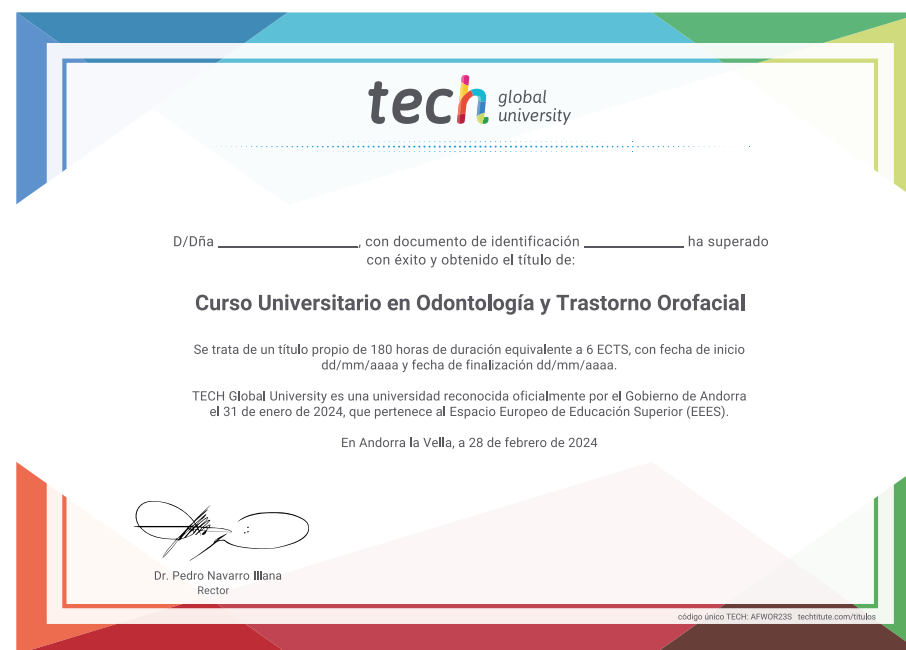 tech global university
D/Dña ____________, con documento de identificación ____________ ha superado
con éxito y obtenido el título de:
Curso Universitario en Odontología y Trastorno Orofacial
Se trata de un título propio de 180 horas de duración equivalente a 6 ECTS, con fecha de inicio
dd/mm/aaaa y fecha de finalización dd/mm/aaaa.
TECH Global University es una universidad reconocida oficialmente por el Gobierno de Andorra
el 31 de enero de 2024, que pertenece al Espacio Europeo de Educación Superior (EEES).
En Andorra la Vella, a 28 de febrero de 2024
Dr. Pedro Navarro Illana
Rector
código único TECH: AFWOR23S techtitute.com/titulos